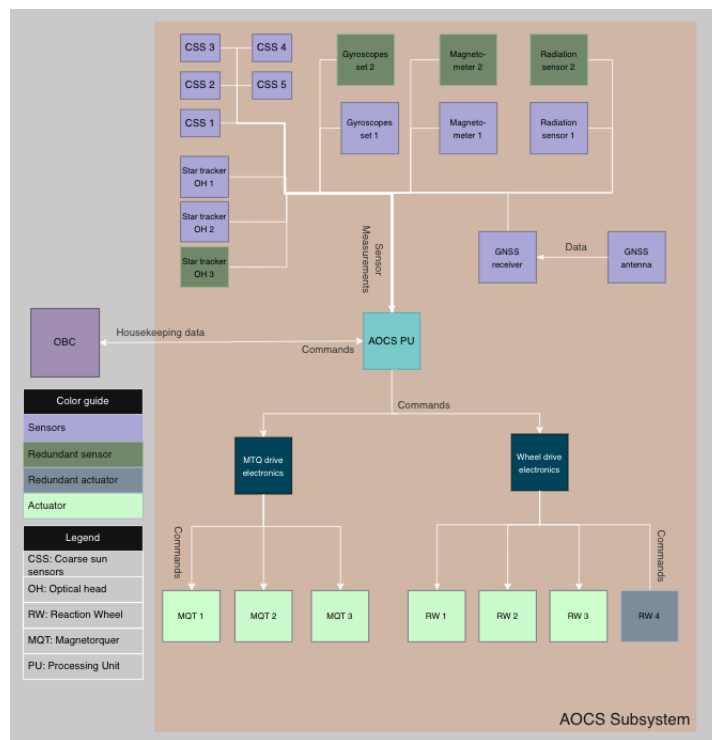 CSS 3
CSS 4
CSS 2
CSS 5
CSS 1
Gyroscopes
set 2
Magneto-
meter 2
Radiation
sensor 2
Gyroscopes
set 1
Magneto-
meter 1
Radiation
sensor 1
Star tracker
OH 1
Star tracker
OH 2
Star tracker
OH 3
Sensor
Measurements
GNSS
receiver
Data
GNSS
antenna
OBC
Housekeeping data
Commands
AOCS PU
Commands
MTQ drive
electronics
Wheel drive
electronics
Commands
Commands
MQT 1
MQT 2
MQT 3
RW 1
RW 2
RW 3
RW 4
Color guide
Sensors
Redundant sensor
Redundant actuator
Actuator
Legend
CSS: Coarse sun
sensors
OH: Optical head
RW: Reaction Wheel
MQT: Magnetorquer
PU: Processing Unit
AOCS Subsystem